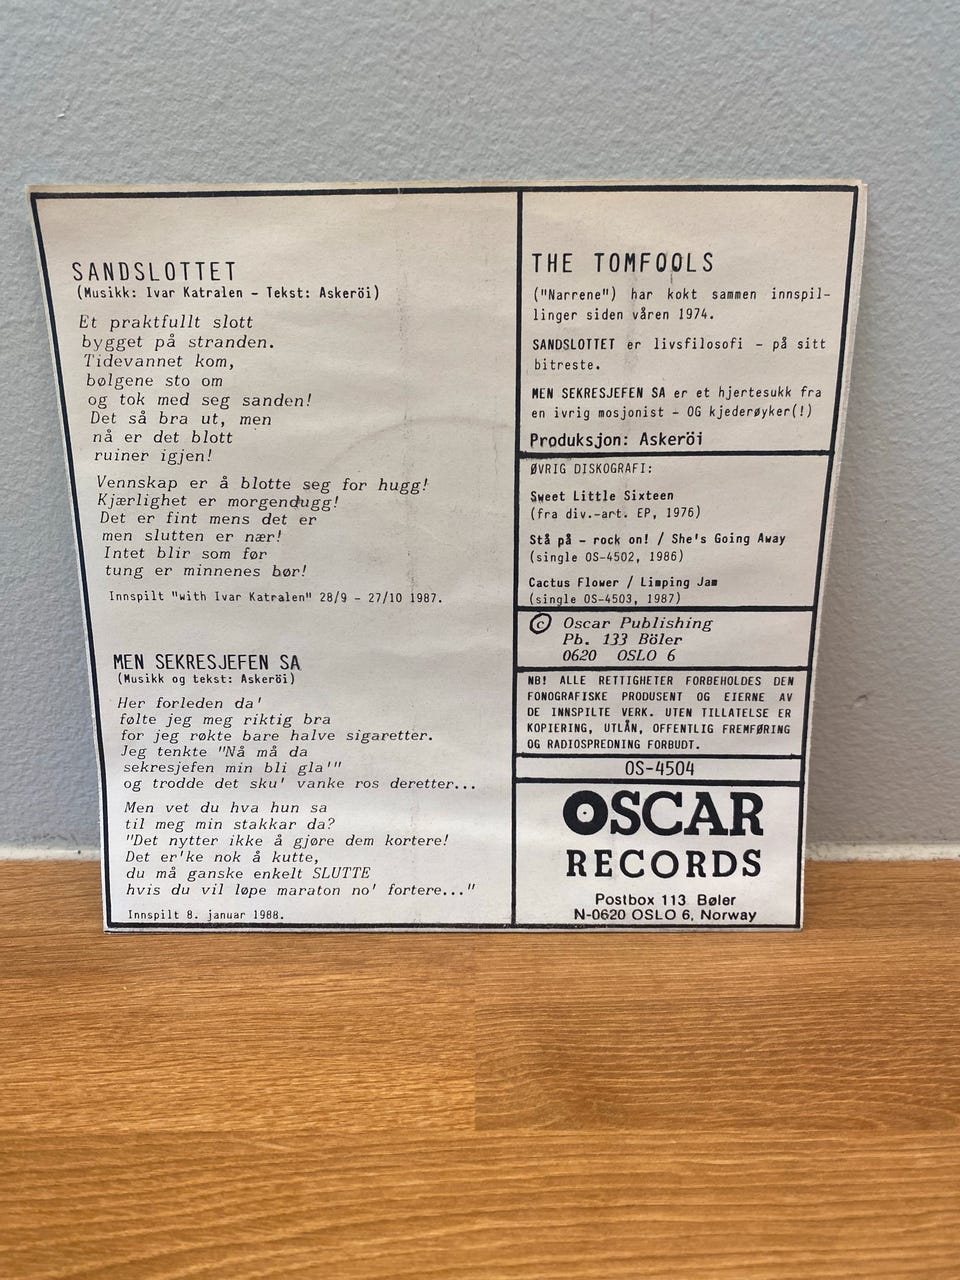 SANDSLOTTET
(Musikk: Ivar Katralen - Tekst: Askeröi)
Et praktfullt slott
bygget på stranden.
Tidevannet kom,
bølgene sto om
og tok med seg sanden!
Det så bra ut, men
nå er det blott
ruiner igjen!
Vennskap er å blotte seg for hugg!
Kjærlighet er morgendugg!
Det er fint mens det er
men slutten er nær!
Intet blir som før
tung er minnenes bør!
Innspilt "with Ivar Katralen" 28/9 - 27/10 1987.
MEN SEKRESJEFEN SA
(Musikk og tekst: Askeröi)
Her forleden da'
følte jeg meg riktig bra
for jeg røkte bare halve sigaretter.
Jeg tenkte "Nå må da
sekresjefen min bli gla'"
og trodde det sku' vanke ros deretter...
Men vet du hva hun sa
til meg min stakkar da?
"Det nytter ikke å gjøre dem kortere!
Det er'ke nok å kutte,
du må ganske enkelt SLUTTE
hvis du vil løpe maraton no' fortere..."
Innspilt 8. januar 1988.
THE TOMFOOLS
("Narrene") har kokt sammen innspil-
linger siden våren 1974.
SANDSLOTTET er livsfilosofi - på sitt
bitreste.
MEN SEKRESJEFEN SA er et hjertesukk fra
en ivrig mosjonist - OG kjederøyker(!)
Produksjon: Askeröi
ØVRIG DISKOGRAFI:
Sweet Little Sixteen
(fra div.-art. EP, 1976)
Stå på - rock on! / She's Going Away
(single OS-4502, 1986)
Cactus Flower / Limping Jam
(single OS-4503, 1987)
© Oscar Publishing
Pb. 133 Böler
0620 OSLO 6
NB! ALLE RETTIGHETER FORBEHOLDES DEN
FONOGRAFISKE PRODUSENT OG EIERNE AV
DE INNSPILTE VERK. UTEN TILLATELSE ER
KOPIERING, UTLÅN, OFFENTLIG FREMFØRING
OG RADIOSPREDNING FORBUDT.
OS-4504
OSCAR
RECORDS
Postbox 113 Bøler
N-0620 OSLO 6, Norway